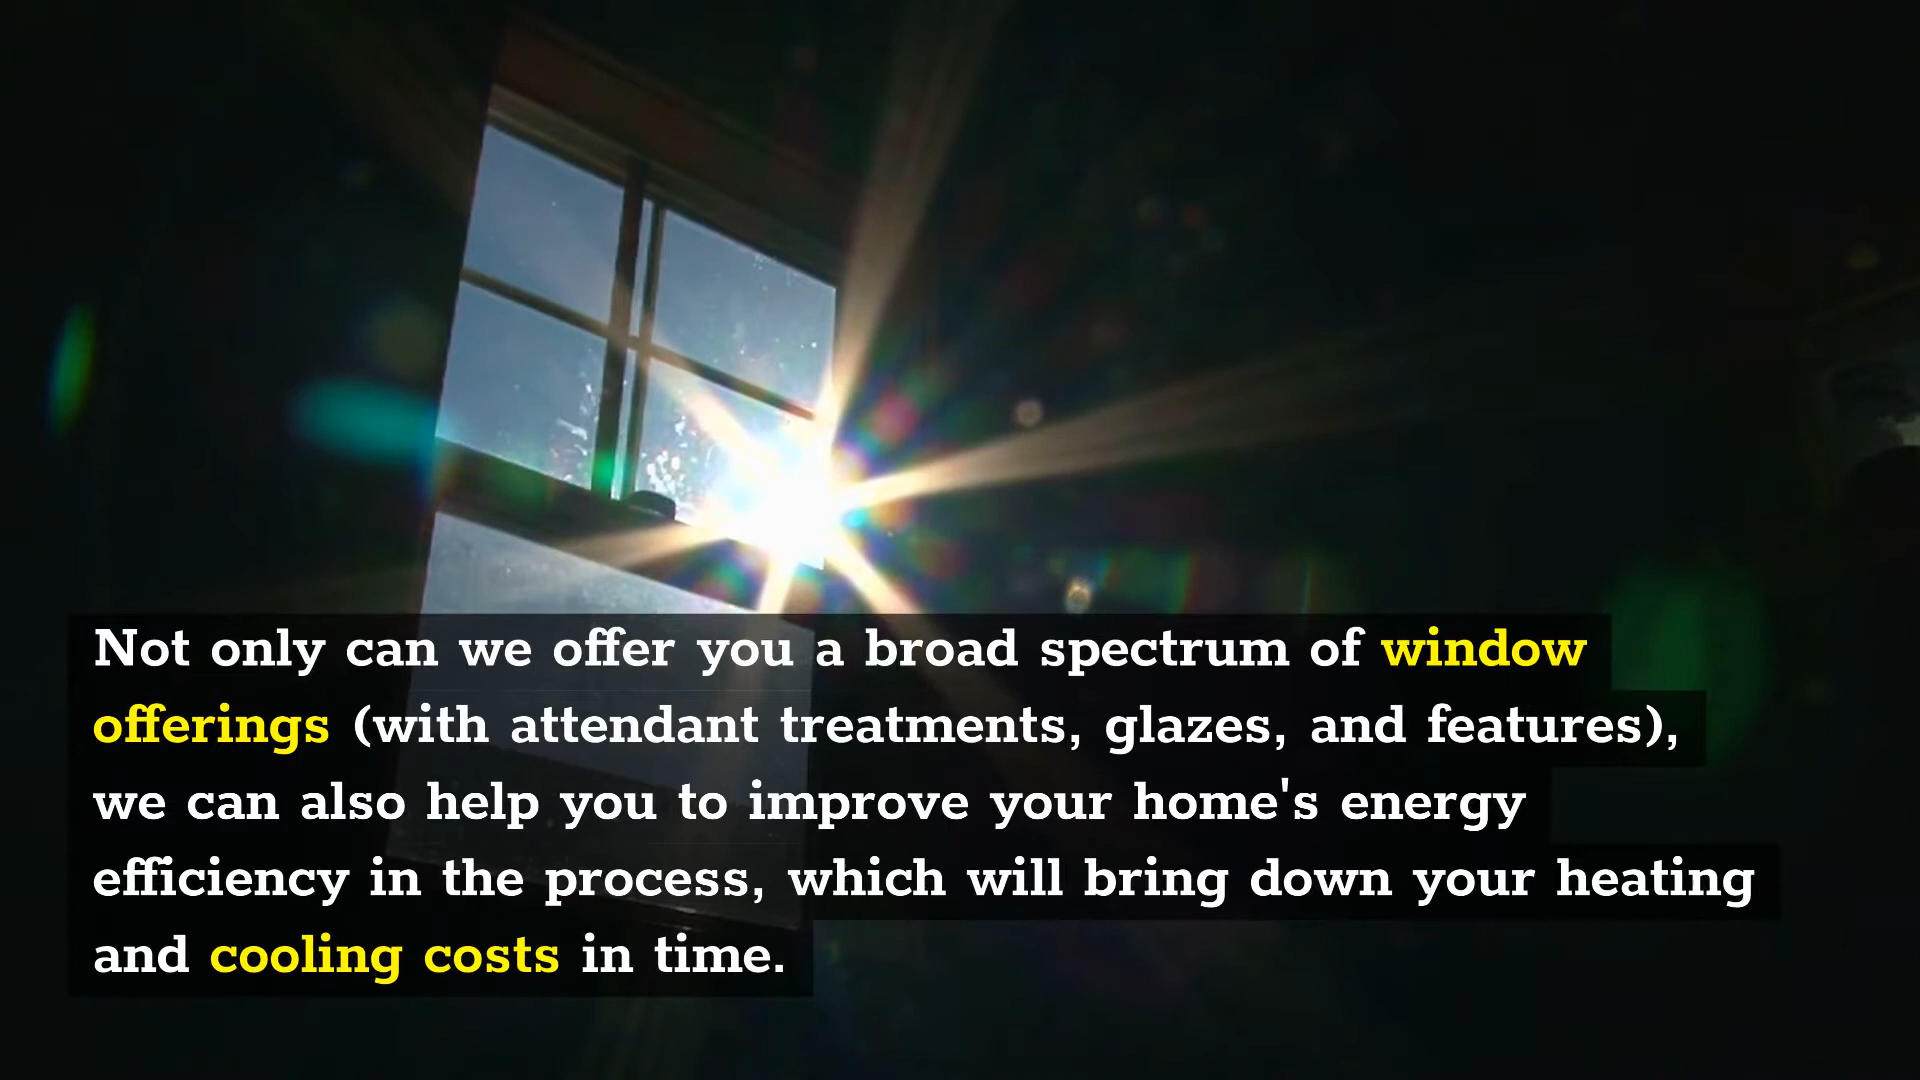 Not only can we offer you a broad spectrum of window
offerings (with attendant treatments, glazes, and features),
we can also help you to improve your home's energy
efficiency in the process, which will bring down your heating
and cooling costs in time.